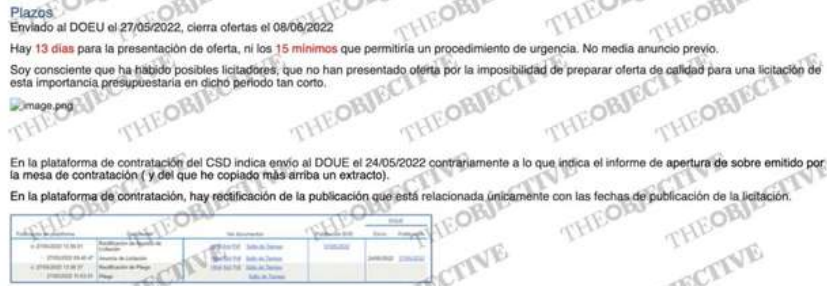 Plazos
Enviado al DOEU el 27/05/2022, cierra ofertas el 08/06/2022
Hay 13 días para la presentación de oferta, ni los 15 mínimos que permitiría un procedimiento de urgencia. No media anuncio previo.
Soy consciente que ha habido posibles licitadores, que no han presentado oferta por la imposibilidad de preparar oferta de calidad para una licitación de
esta importancia presupuestaria en dicho período tan corto.
image.png
En la plataforma de contratación del CSD indica envío al DOUE el 24/05/2022 contrariamente a lo que indica el informe de apertura de sobre emitido por
la mesa de contratación ( y del que he copiado más arriba un extracto).
En la plataforma de contratación, hay rectificación de la publicación que está relacionada únicamente con las fechas de publicación de la licitación.
THEOBJECTIVE